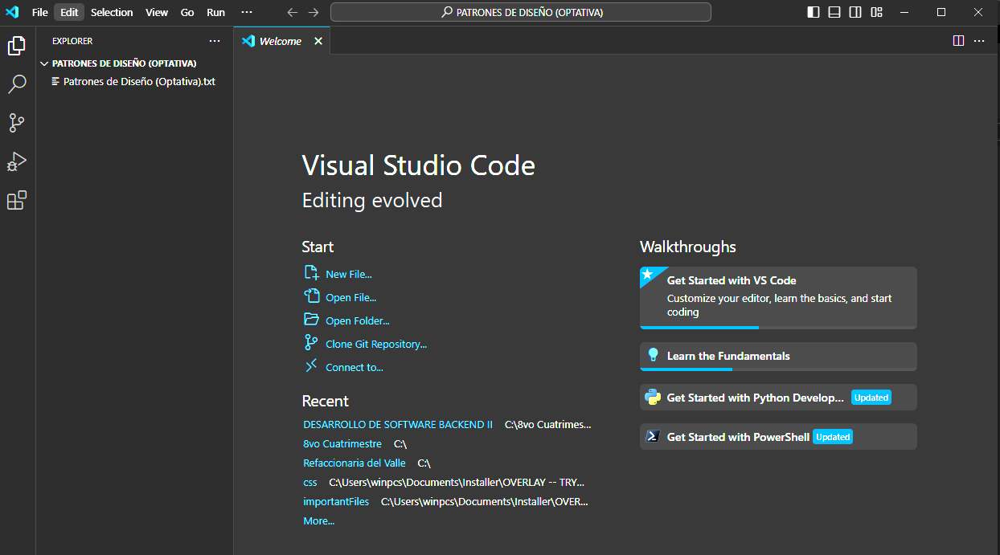 File Edit Selection View Go Run ···
PATRONES DE DISEÑO (OPTATIVA)
EXPLORER ···
PATRONES DE DISEÑO (OPTATIVA)
Patrones de Diseño (Optativa).txt
Welcome
Visual Studio Code
Editing evolved
Start
New File...
Open File...
Open Folder...
Clone Git Repository...
Connect to...
Recent
DESARROLLO DE SOFTWARE BACKEND II C:\8vo Cuatrimes...
8vo Cuatrimestre C:\
Refaccionaria del Valle C:\
css C:\Users\winpcs\Documents\Installer\OVERLAY -- TRY...
importantFiles C:\Users\winpcs\Documents\Installer\OVER...
More...
Walkthroughs
Get Started with VS Code
Customize your editor, learn the basics, and start
coding
Learn the Fundamentals
Get Started with Python Develop... Updated
Get Started with PowerShell Updated